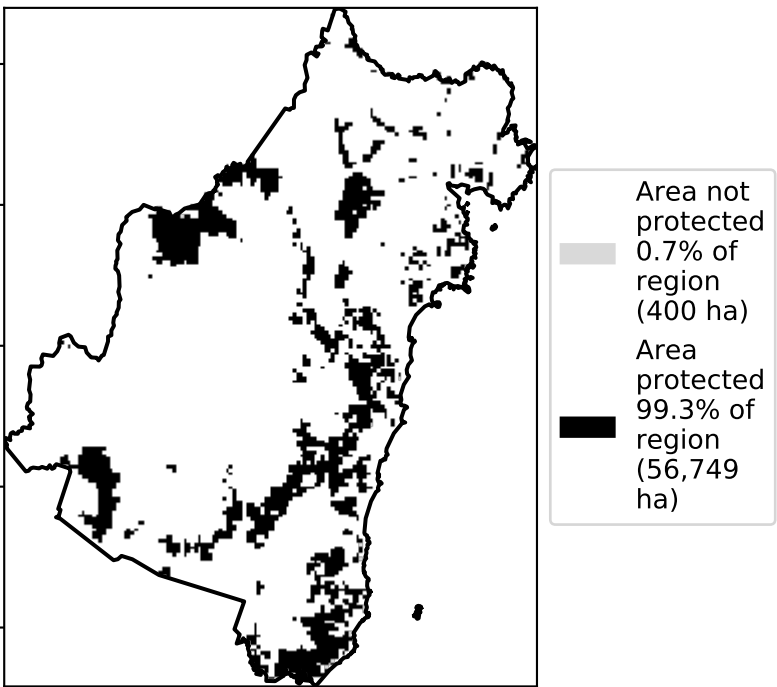 Area not
protected
0.7% of
region
(400 ha)
Area
protected
99.3% of
region
(56,749
ha)